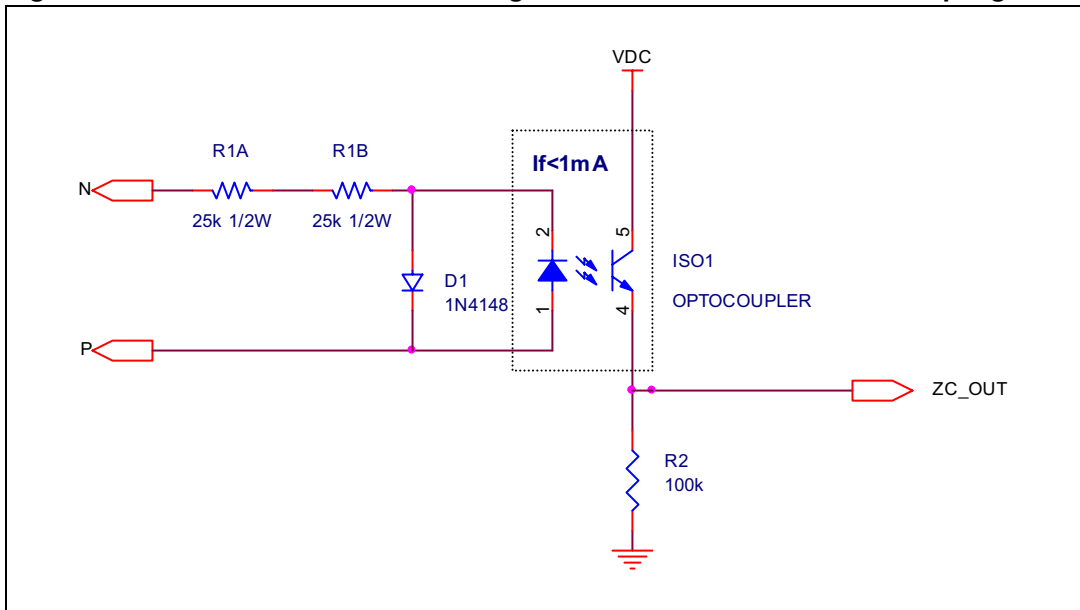 VDC
R1A
R1B
If<1mA
N
25k 1/2W
25k 1/2W
2
5
ISO1
D1
1N4148
OPTOCOUPLER
1
4
P
ZC_OUT
R2
100k